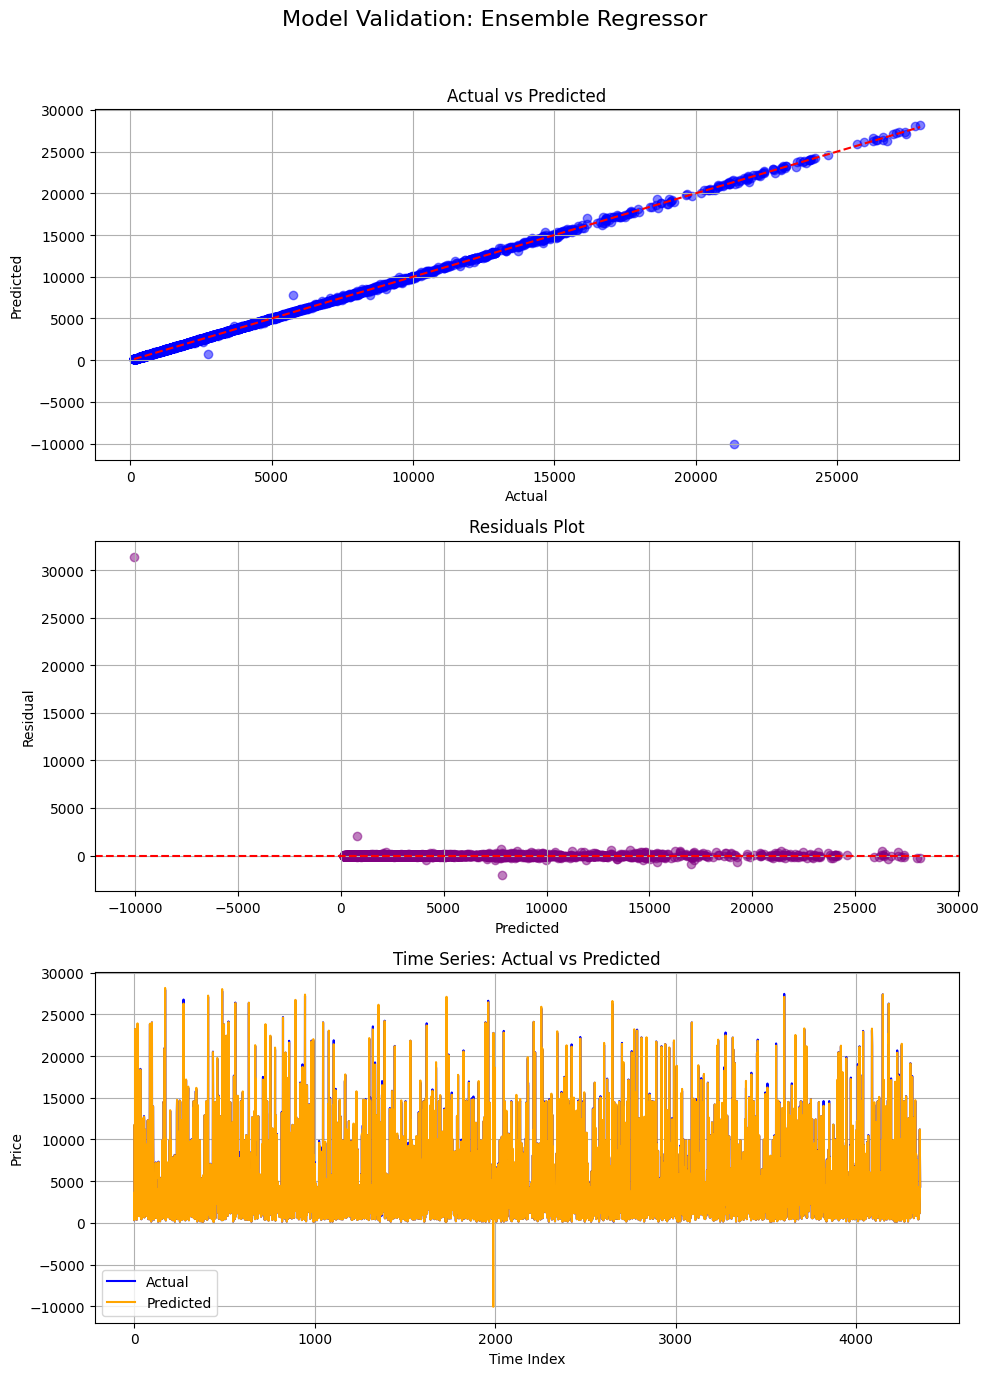 Model Validation: Ensemble Regressor
Actual vs Predicted
30000
25000
20000
15000
10000
5000
0
−5000
−10000
Predicted
0 5000 10000 15000 20000 25000
Actual
Residuals Plot
30000
25000
20000
15000
10000
5000
0
Residual
−10000 −5000 0 5000 10000 15000 20000 25000 30000
Predicted
Time Series: Actual vs Predicted
30000
25000
20000
15000
10000
5000
0
−5000
−10000
Price
Actual
Predicted
0 1000 2000 3000 4000
Time Index